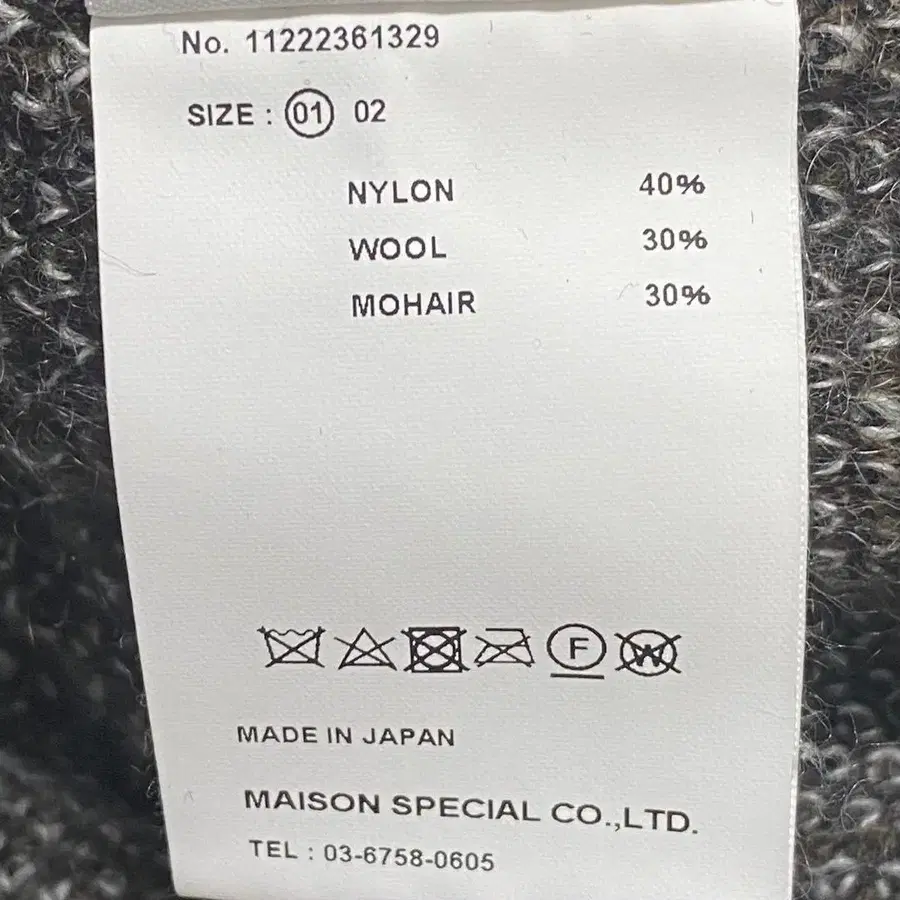 No. 11222361329
SIZE : 01 02
NYLON 40%
WOOL 30%
MOHAIR 30%
F W
MADE IN JAPAN
MAISON SPECIAL CO.,LTD.
TEL : 03-6758-0605